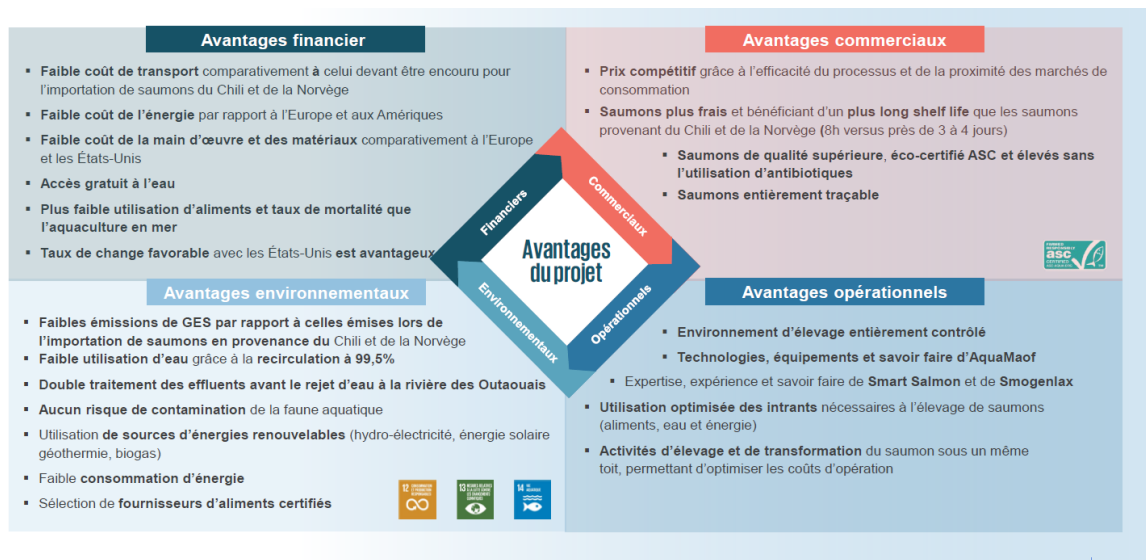 Avantages financier
▪ Faible coût de transport comparativement à celui devant être encouru pour
l'importation de saumons du Chili et de la Norvège
▪ Faible coût de l'énergie par rapport à l'Europe et aux Amériques
▪ Faible coût de la main d'œuvre et des matériaux comparativement à l'Europe
et les États-Unis
▪ Accès gratuit à l'eau
▪ Plus faible utilisation d'aliments et taux de mortalité que
l'aquaculture en mer
▪ Taux de change favorable avec les États-Unis est avantageux
Avantages commerciaux
▪ Prix compétitif grâce à l'efficacité du processus et de la proximité des marchés de
consommation
▪ Saumons plus frais et bénéficiant d'un plus long shelf life que les saumons
provenant du Chili et de la Norvège (8h versus près de 3 à 4 jours)
▪ Saumons de qualité supérieure, éco-certifié ASC et élevés sans
l'utilisation d'antibiotiques
▪ Saumons entièrement traçable
asc
Financiers
Commerciaux
Avantages
du projet
Environnementaux
Opérationnels
Avantages environnementaux
▪ Faibles émissions de GES par rapport à celles émises lors de
l'importation de saumons en provenance du Chili et de la Norvège
▪ Faible utilisation d'eau grâce à la recirculation à 99,5%
▪ Double traitement des effluents avant le rejet d'eau à la rivière des Outaouais
▪ Aucun risque de contamination de la faune aquatique
▪ Utilisation de sources d'énergies renouvelables (hydro-électricité, énergie solaire
géothermie, biogas)
▪ Faible consommation d'énergie
▪ Sélection de fournisseurs d'aliments certifiés
12
13
14
Avantages opérationnels
▪ Environnement d'élevage entièrement contrôlé
▪ Technologies, équipements et savoir faire d'AquaMaof
▪ Expertise, expérience et savoir faire de Smart Salmon et de Smogenlax
▪ Utilisation optimisée des intrants nécessaires à l'élevage de saumons
(aliments, eau et énergie)
▪ Activités d'élevage et de transformation du saumon sous un même
toit, permettant d'optimiser les coûts d'opération